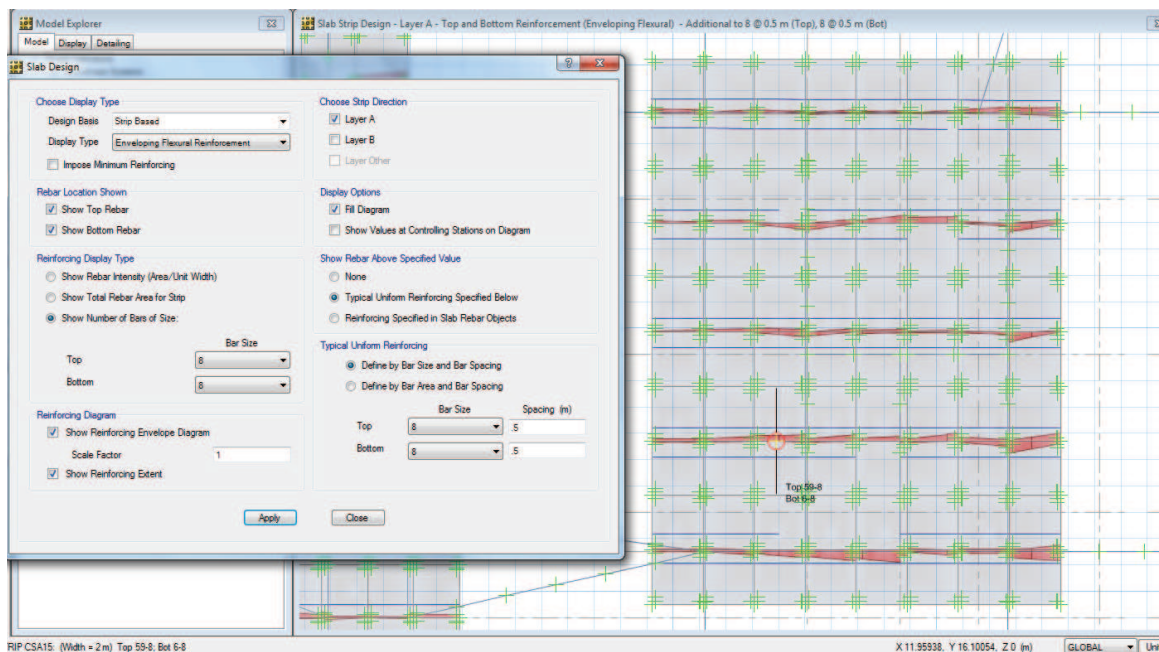 Model Explorer
Model Display Detailing
Slab Strip Design - Layer A - Top and Bottom Reinforcement (Enveloping Flexural) - Additional to 8 @ 0.5 m (Top), 8 @ 0.5 m (Bot)
Slab Design
Choose Display Type
Design Basis Strip Based
Display Type Enveloping Flexural Reinforcement
Impose Minimum Reinforcing
Choose Strip Direction
Layer A
Layer B
Layer Other
Rebar Location Shown
Show Top Rebar
Show Bottom Rebar
Display Options
Fill Diagram
Show Values at Controlling Stations on Diagram
Reinforcing Display Type
Show Rebar Intensity (Area/Unit Width)
Show Total Rebar Area for Strip
Show Number of Bars of Size:
Bar Size
Top 8
Bottom 8
Show Rebar Above Specified Value
None
Typical Uniform Reinforcing Specified Below
Reinforcing Specified in Slab Rebar Objects
Typical Uniform Reinforcing
Define by Bar Size and Bar Spacing
Define by Bar Area and Bar Spacing
Bar Size Spacing (m)
Top 8 .5
Bottom 8 .5
Reinforcing Diagram
Show Reinforcing Envelope Diagram
Scale Factor 1
Show Reinforcing Extent
Apply Close
Top 59-8
Bot 6-8
RIP CSA15: (Width = 2 m) Top 59-8; Bot 6-8
X 11.95938, Y 16.10054, Z 0 (m)
GLOBAL